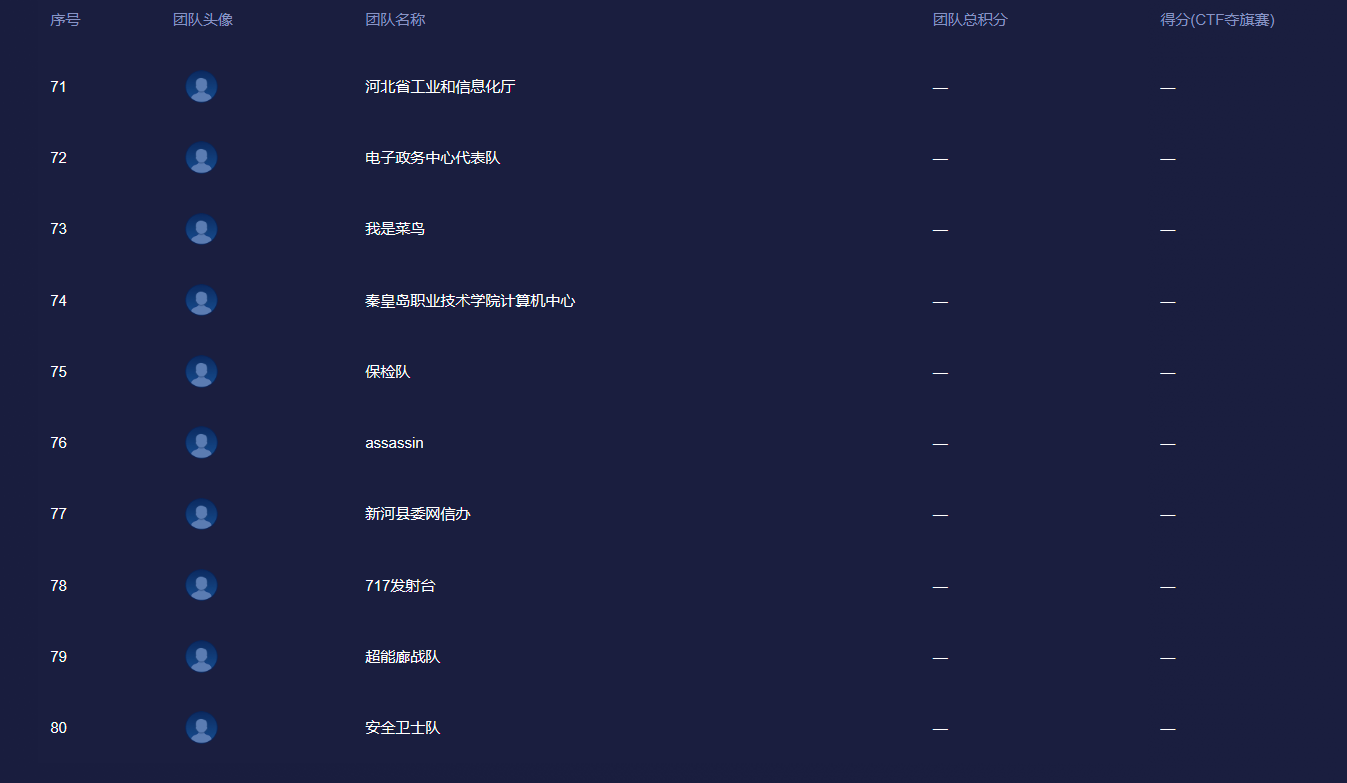 序号 团队头像 团队名称 团队总积分 得分(CTF夺旗赛)
71 河北省工业和信息化厅 — —
72 电子政务中心代表队 — —
73 我是菜鸟 — —
74 秦皇岛职业技术学院计算机中心 — —
75 保检队 — —
76 assassin — —
77 新河县委网信办 — —
78 717发射台 — —
79 超能廊战队 — —
80 安全卫士队 — —